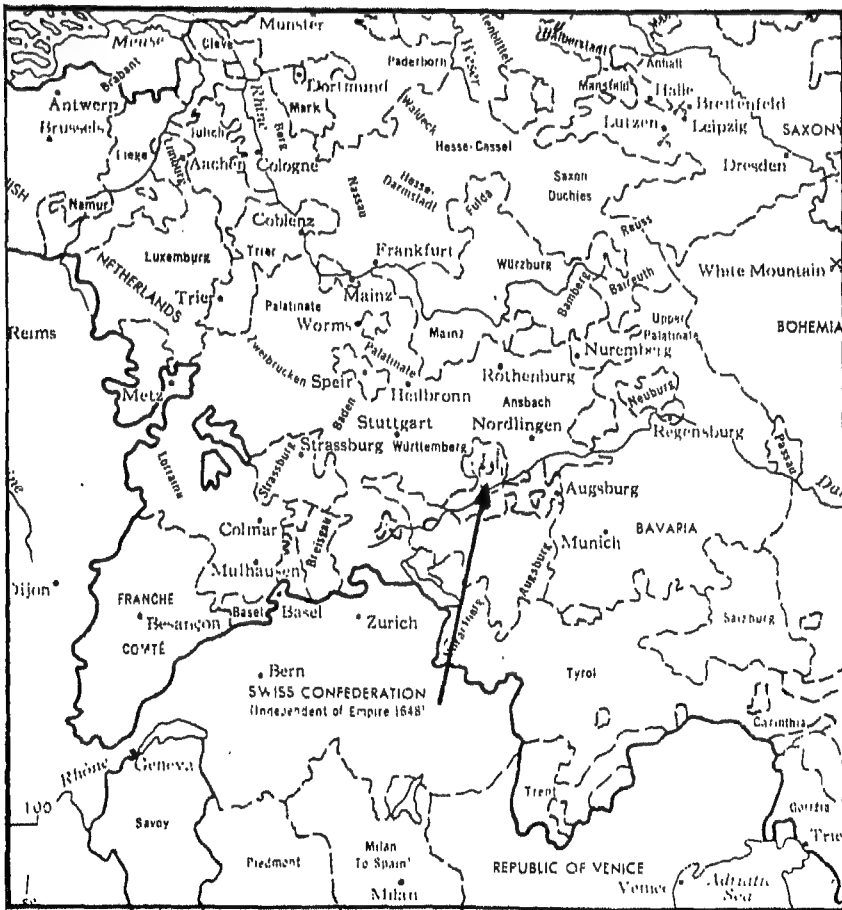 Meuse
Cleve
Munster
Brabant
Antwerp
Brussels
Rhine
Dortmund
Mark
Berg
Paderborn
Weser
Waldeck
Halberstadt
Anhalt
Mansfeld
Halle
Breitenfeld
Lutzen
Leipzig
SAXONY
Dresden
Liege
Limburg
Julich
Aachen
Cologne
Hesse-Cassel
Hesse-
Darmstadt
Nassau
Fulda
Saxon
Duchies
Reuss
Namur
Coblenz
Luxemburg
Trier
NETHERLANDS
Trier
Frankfurt
Mainz
Palatinate
Worms
Würzburg
Bamberg
Baireuth
White Mountain
BOHEMIA
Upper
Palatinate
Reims
Mainz
Nuremberg
Zweibrucken
Palatinate
Speir
Heilbronn
Rothenburg
Neuburg
Metz
Baden
Ansbach
Stuttgart
Nordlingen
Regensburg
Passau
Strassburg
Strassburg
Württemberg
Lorraine
Augsburg
Colmar
Breisgau
Munich
BAVARIA
Mulhausen
Augsburg
Dijon
FRANCHE
COMTÉ
Besançon
Basel
Basel
Zurich
Salzburg
Bern
SWISS CONFEDERATION
(Independent of Empire 1648)
Tyrol
Carinthia
Rhône
Geneva
Trent
100
Savoy
Piedmont
Milan
To Spain)
Milan
REPUBLIC OF VENICE
Venice
Adriatic
Sea